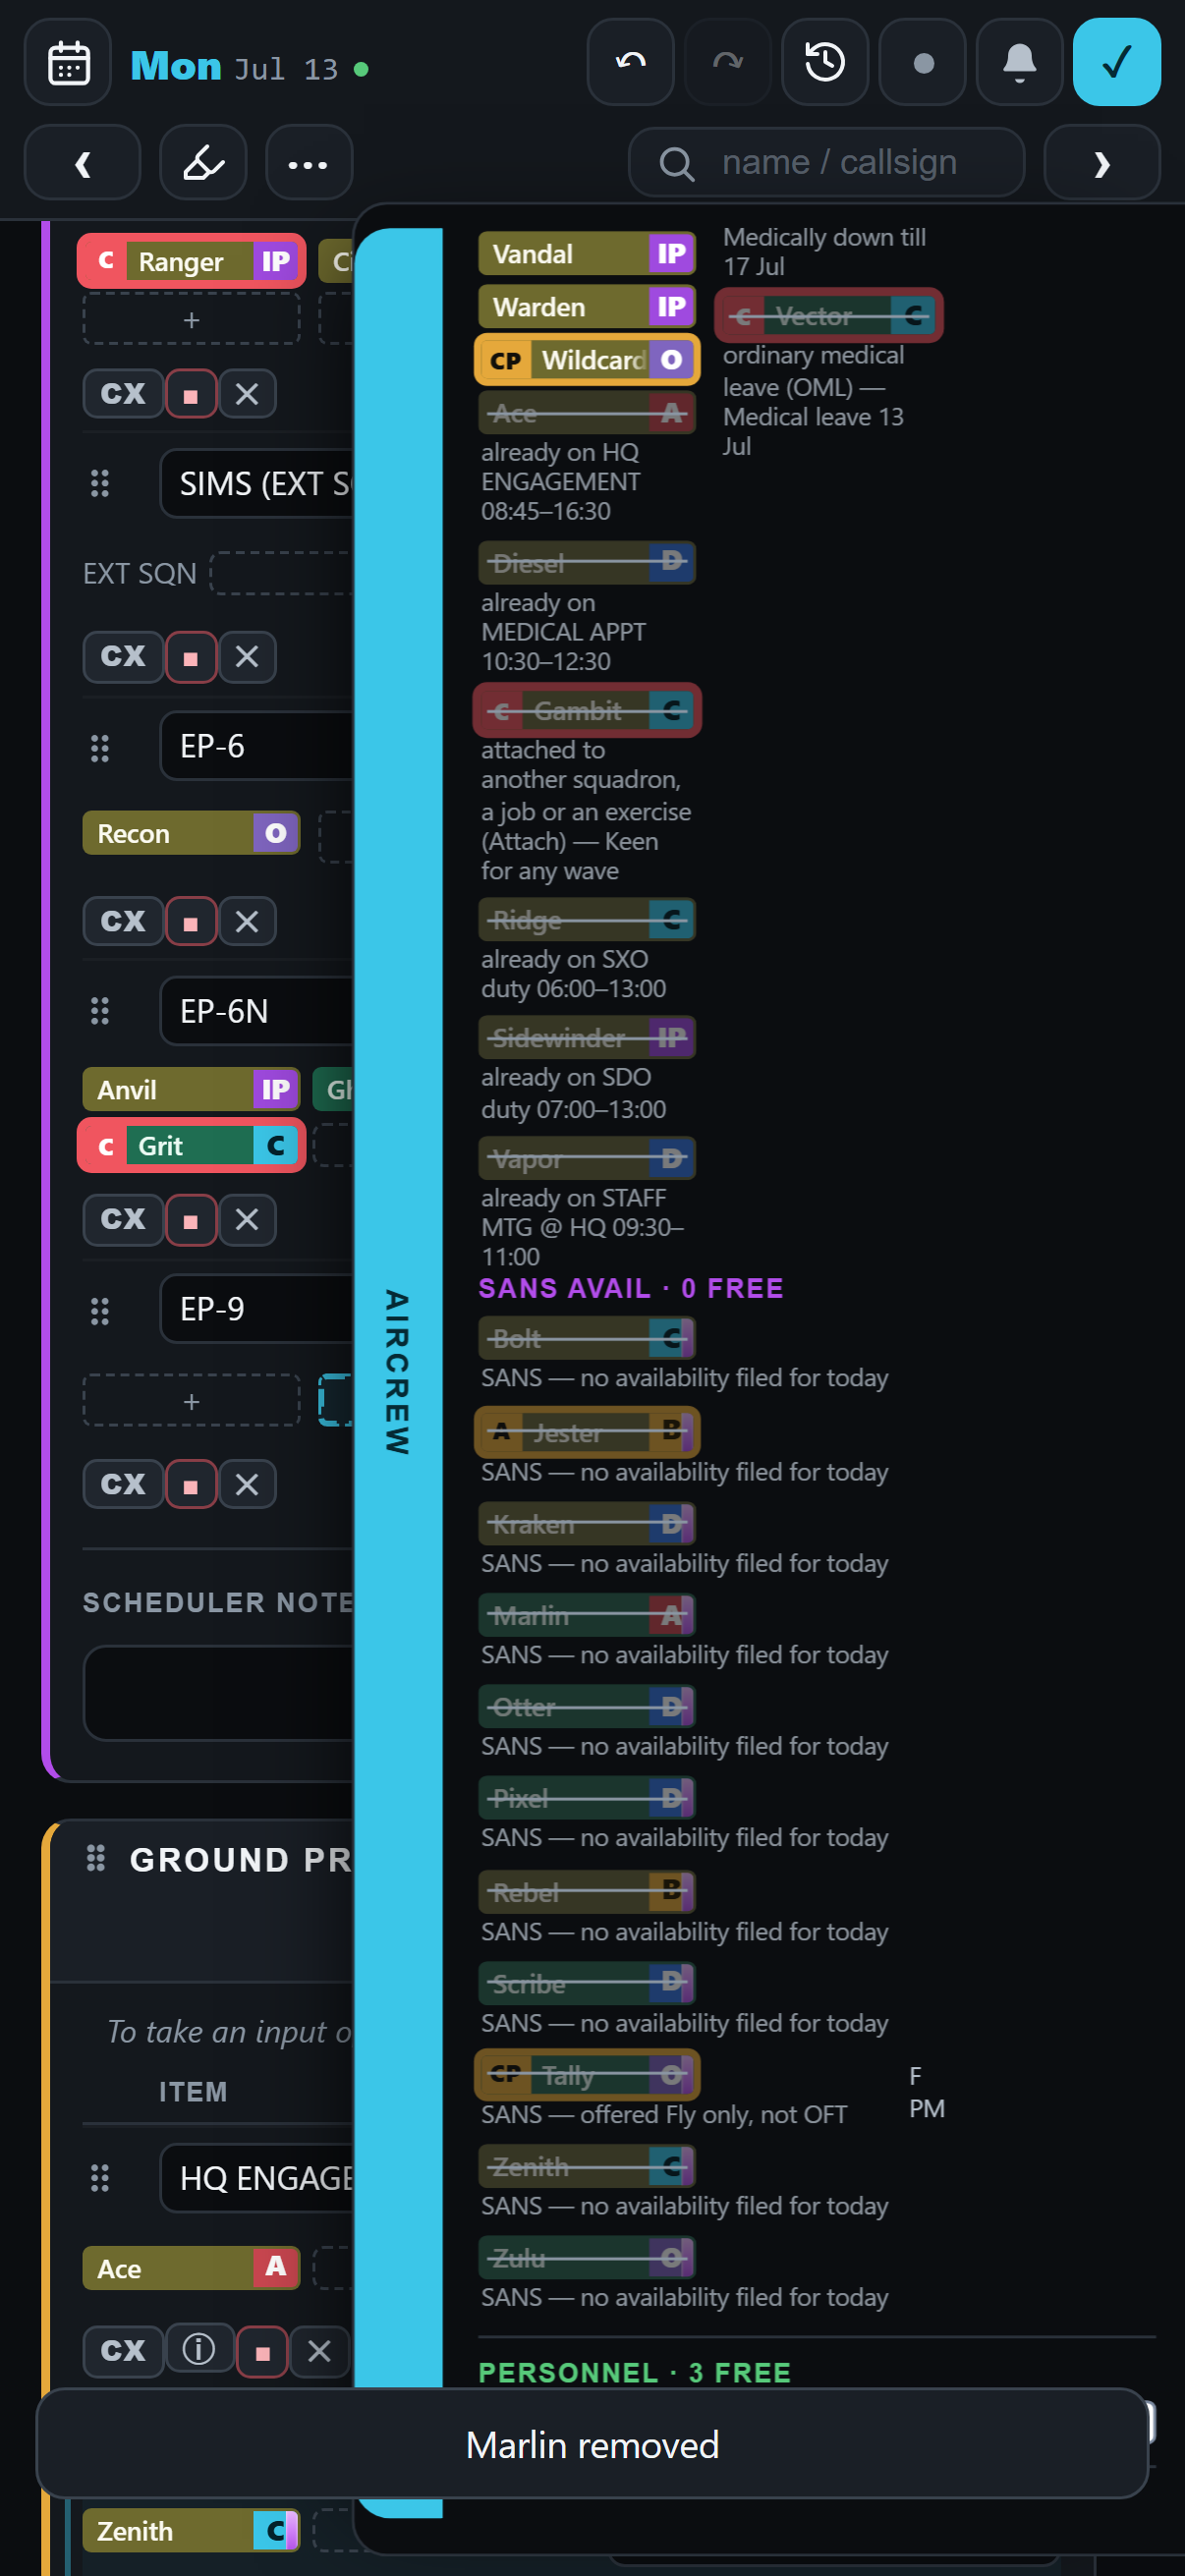 Mon Jul 13
name / callsign
C Ranger IP
Ci
+
CX
SIMS (EXT S
EXT SQN
CX
EP-6
Recon O
CX
EP-6N
Anvil IP
Gh
C Grit C
CX
EP-9
+
CX
SCHEDULER NOTE
GROUND PR
To take an input o
ITEM
HQ ENGAGE
Ace A
CX
Zenith C
AIRCREW
Vandal IP
Warden IP
CP Wildcard O
Ace A
already on HQ
ENGAGEMENT
08:45–16:30
Diesel D
already on
MEDICAL APPT
10:30–12:30
C Gambit C
attached to
another squadron,
a job or an exercise
(Attach) — Keen
for any wave
Ridge C
already on SXO
duty 06:00–13:00
Sidewinder IP
already on SDO
duty 07:00–13:00
Vapor D
already on STAFF
MTG @ HQ 09:30–
11:00
Medically down till
17 Jul
C Vector C
ordinary medical
leave (OML) —
Medical leave 13
Jul
SANS AVAIL · 0 FREE
Bolt C
SANS — no availability filed for today
A Jester B
SANS — no availability filed for today
Kraken D
SANS — no availability filed for today
Marlin A
SANS — no availability filed for today
Otter D
SANS — no availability filed for today
Pixel D
SANS — no availability filed for today
Rebel B
SANS — no availability filed for today
Scribe D
SANS — no availability filed for today
CP Tally O
SANS — offered Fly only, not OFT
F
PM
Zenith C
SANS — no availability filed for today
Zulu O
SANS — no availability filed for today
PERSONNEL · 3 FREE
Marlin removed